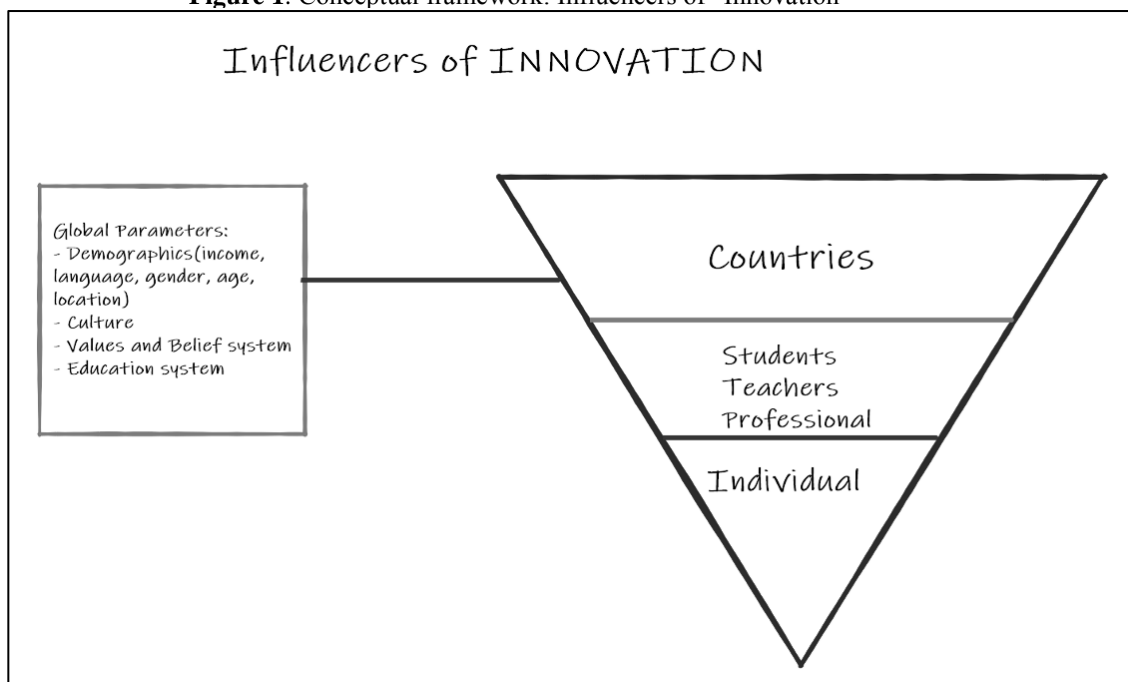 Figure 1. Conceptual framework: Influencers of "Innovation"
Influencers of INNOVATION
Global Parameters:
- Demographics(income,
language, gender, age,
location)
- Culture
- Values and Belief system
- Education system
Countries
Students
Teachers
Professional
Individual